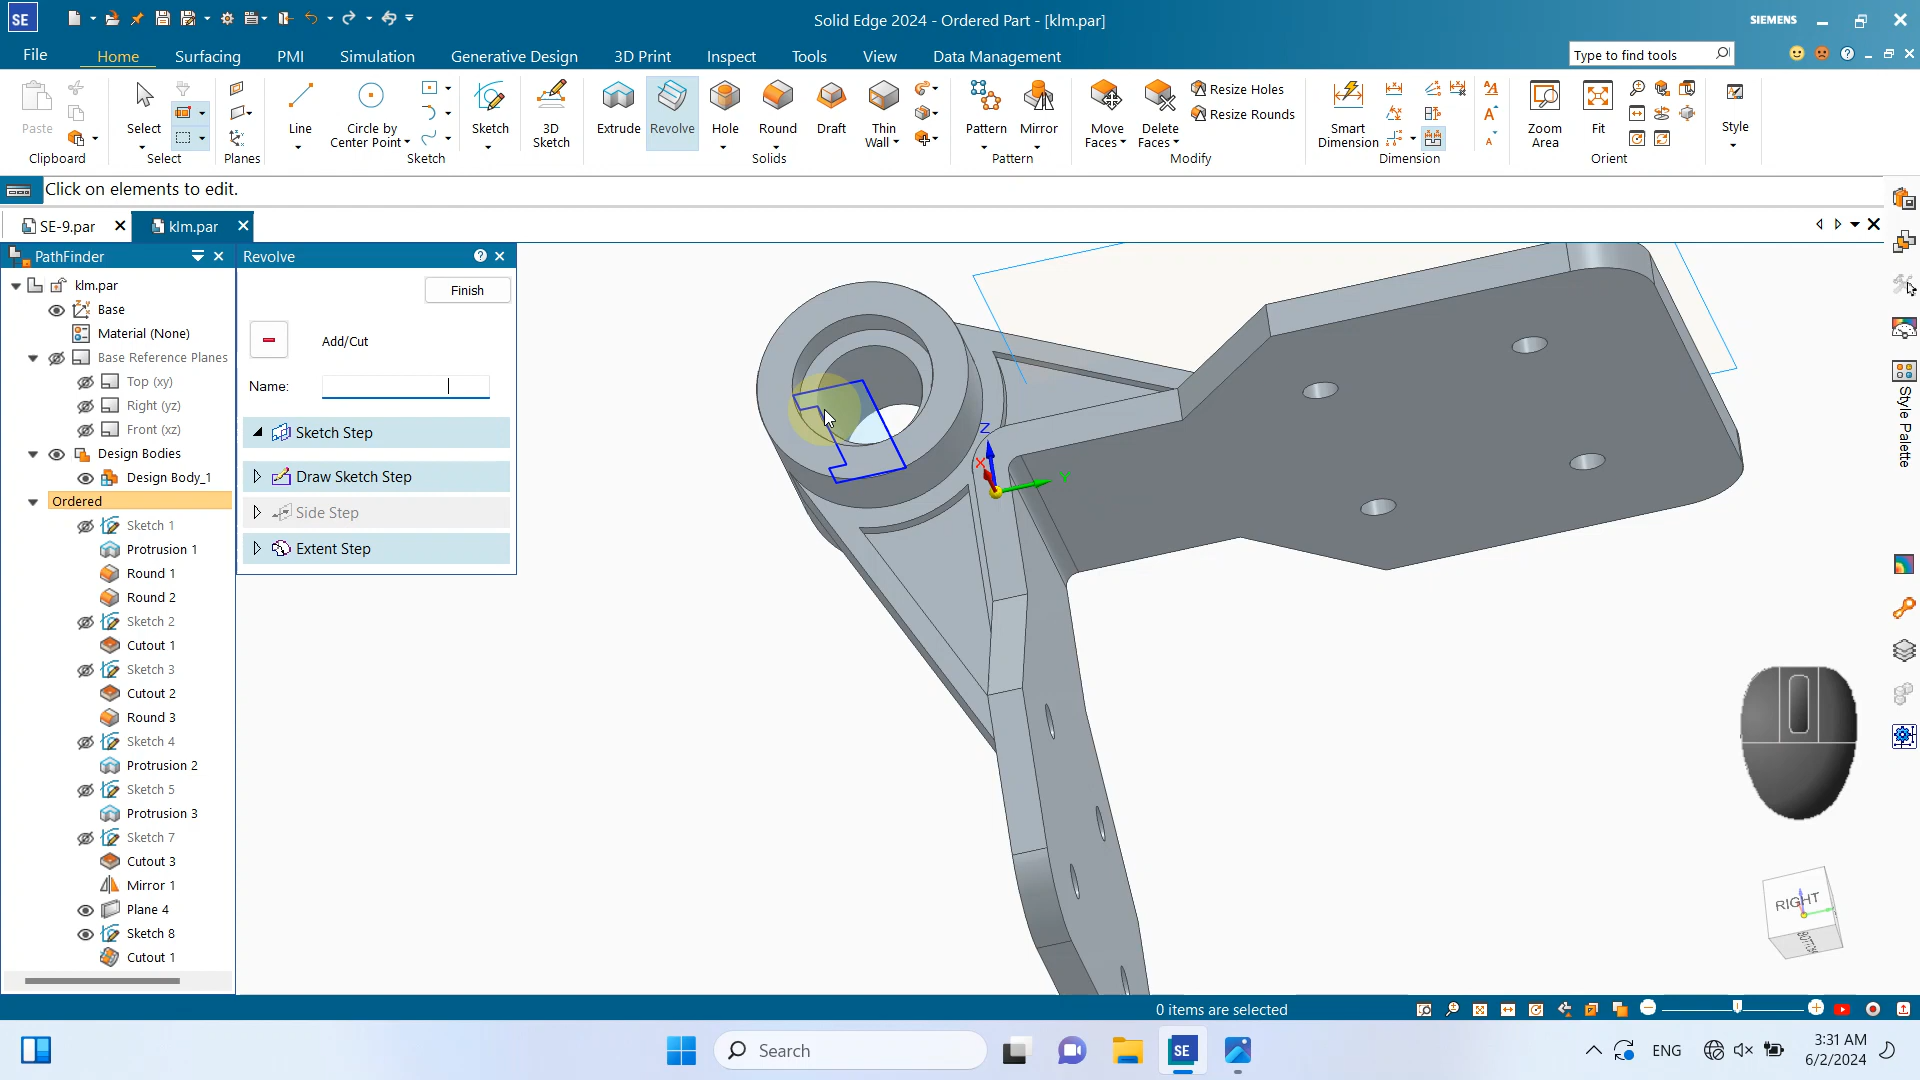 SE
Solid Edge 2024 - Ordered Part - [klm.par]
SIEMENS
File
Home
Surfacing
PMI
Simulation
Generative Design
3D Print
Inspect
Tools
View
Data Management
Type to find tools
Paste
Clipboard
Select
Select
Planes
Line
Circle by
Center Point
Sketch
Sketch
3D
Sketch
Extrude
Revolve
Hole
Round
Draft
Thin
Wall
Solids
Pattern
Mirror
Pattern
Move
Faces
Delete
Faces
Resize Holes
Resize Rounds
Modify
Smart
Dimension
Dimension
Zoom
Area
Fit
Orient
Style
Click on elements to edit.
SE-9.par
klm.par
PathFinder
klm.par
Base
Material (None)
Base Reference Planes
Top (xy)
Right (yz)
Front (xz)
Design Bodies
Design Body_1
Ordered
Sketch 1
Protrusion 1
Round 1
Round 2
Sketch 2
Cutout 1
Sketch 3
Cutout 2
Round 3
Sketch 4
Protrusion 2
Sketch 5
Protrusion 3
Sketch 7
Cutout 3
Mirror 1
Plane 4
Sketch 8
Cutout 1
Revolve
Finish
Add/Cut
Name:
Sketch Step
Draw Sketch Step
Side Step
Extent Step
Z
X
Y
RIGHT
BOTTOM
Style Palette
0 items are selected
Search
SE
ENG
3:31 AM
6/2/2024